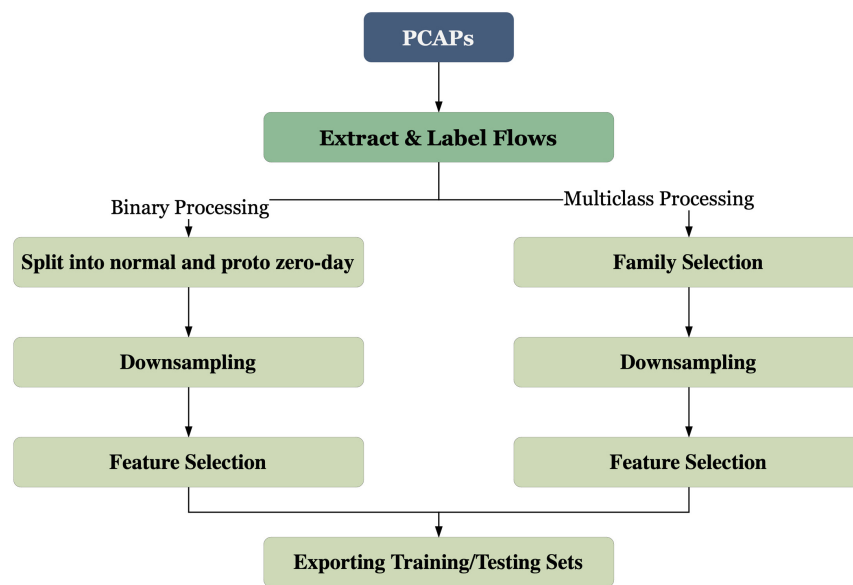 PCAPs
Extract & Label Flows
Binary Processing
Multiclass Processing
Split into normal and proto zero-day
Family Selection
Downsampling
Downsampling
Feature Selection
Feature Selection
Exporting Training/Testing Sets